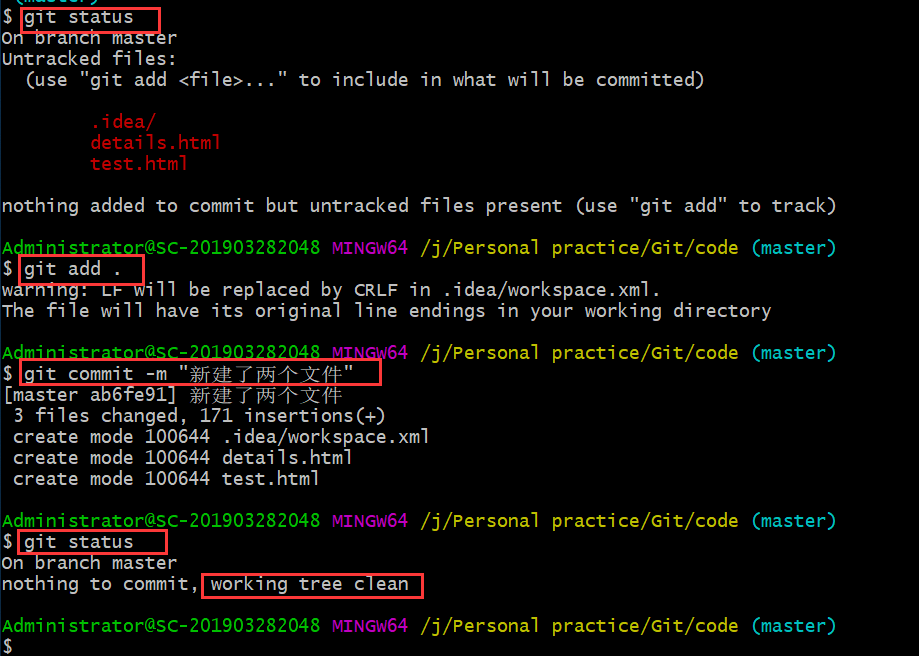 (master)
$ git status
On branch master
Untracked files:
  (use "git add <file>..." to include in what will be committed)
        .idea/
        details.html
        test.html
nothing added to commit but untracked files present (use "git add" to track)
Administrator@SC-201903282048 MINGW64 /j/Personal practice/Git/code (master)
$ git add .
warning: LF will be replaced by CRLF in .idea/workspace.xml.
The file will have its original line endings in your working directory
Administrator@SC-201903282048 MINGW64 /j/Personal practice/Git/code (master)
$ git commit -m "新建了两个文件"
[master ab6fe91] 新建了两个文件
 3 files changed, 171 insertions(+)
 create mode 100644 .idea/workspace.xml
 create mode 100644 details.html
 create mode 100644 test.html
Administrator@SC-201903282048 MINGW64 /j/Personal practice/Git/code (master)
$ git status
On branch master
nothing to commit, working tree clean
Administrator@SC-201903282048 MINGW64 /j/Personal practice/Git/code (master)
$